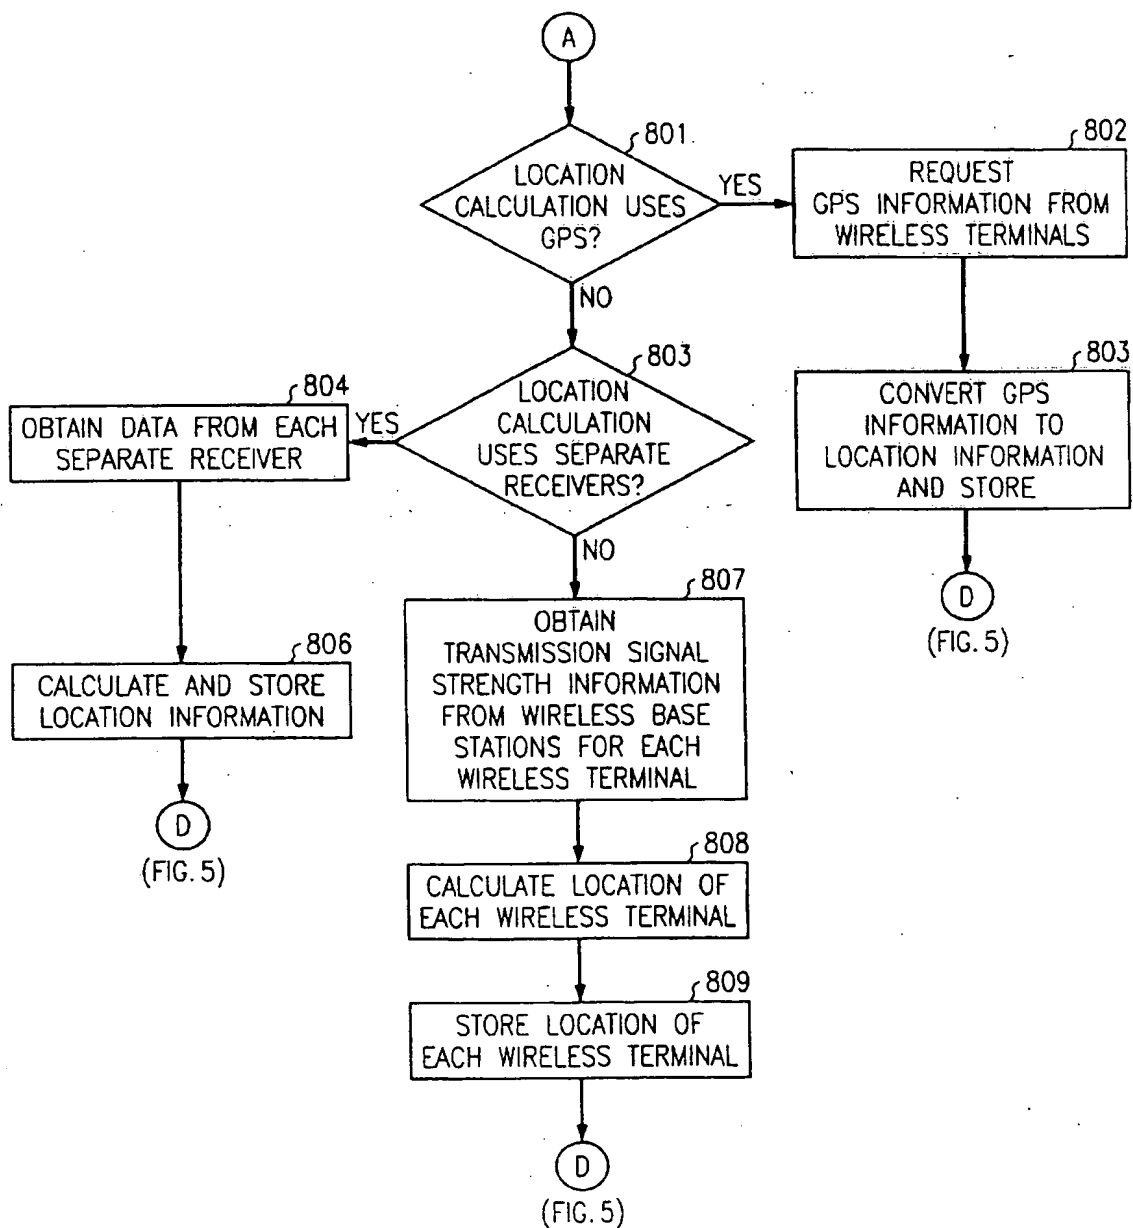 A
801
LOCATION
CALCULATION USES
GPS?
YES
NO
802
REQUEST
GPS INFORMATION FROM
WIRELESS TERMINALS
803
CONVERT GPS
INFORMATION TO
LOCATION INFORMATION
AND STORE
D
(FIG. 5)
803
LOCATION
CALCULATION
USES SEPARATE
RECEIVERS?
YES
NO
804
OBTAIN DATA FROM EACH
SEPARATE RECEIVER
806
CALCULATE AND STORE
LOCATION INFORMATION
D
(FIG. 5)
807
OBTAIN
TRANSMISSION SIGNAL
STRENGTH INFORMATION
FROM WIRELESS BASE
STATIONS FOR EACH
WIRELESS TERMINAL
808
CALCULATE LOCATION OF
EACH WIRELESS TERMINAL
809
STORE LOCATION OF
EACH WIRELESS TERMINAL
D
(FIG. 5)